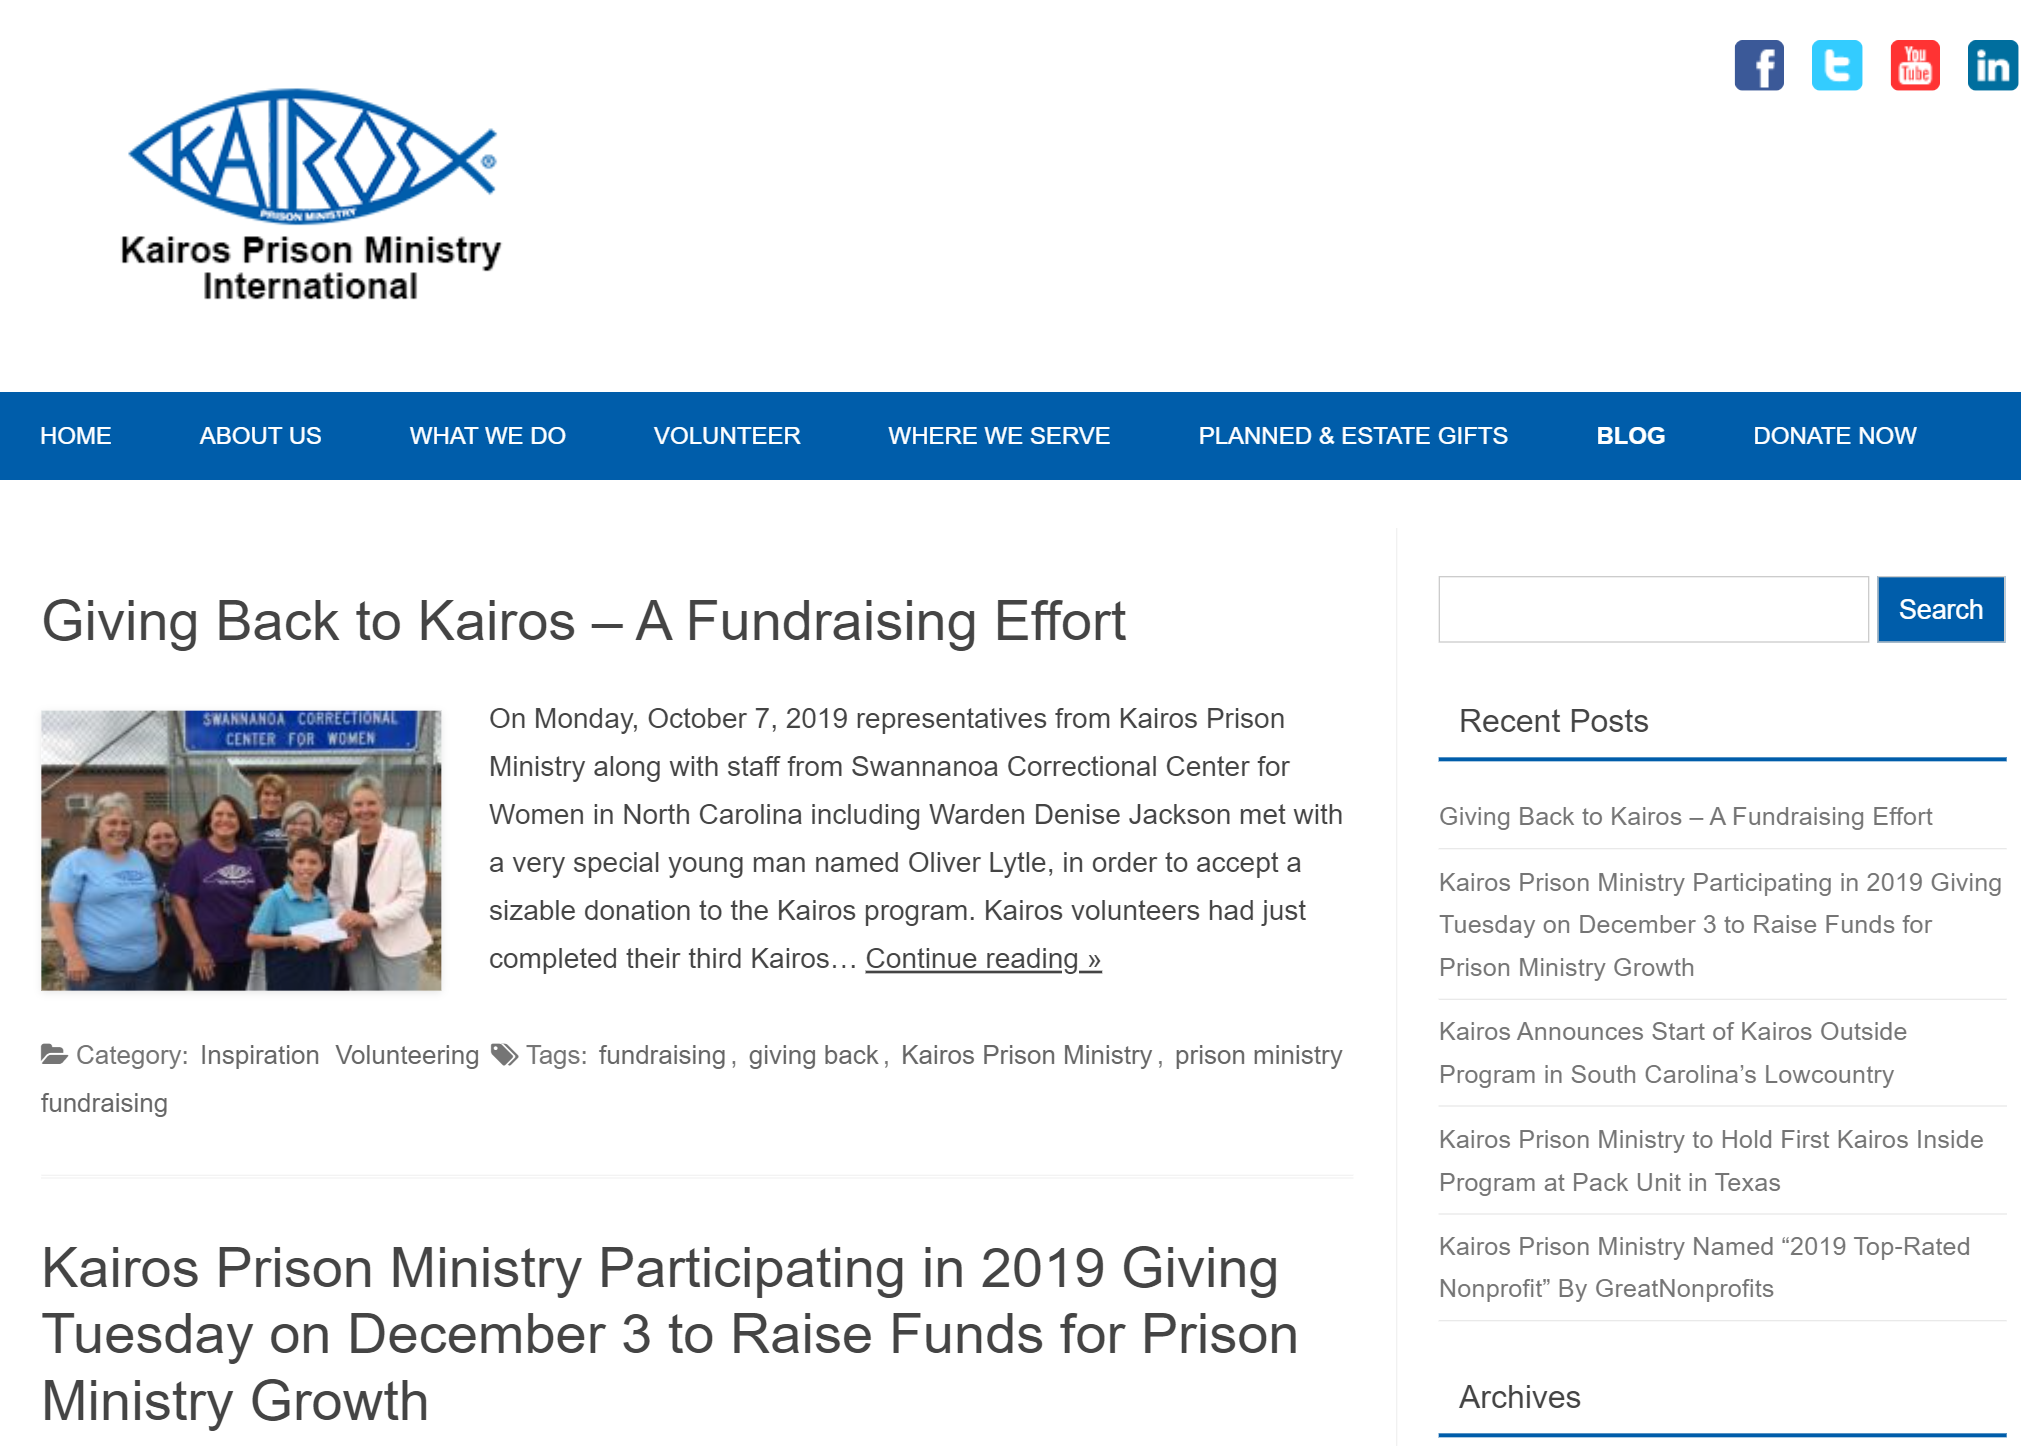 f
t
You
Tube
in
KAIROS®
PRISON MINISTRY
Kairos Prison Ministry
International
HOME ABOUT US WHAT WE DO VOLUNTEER WHERE WE SERVE PLANNED & ESTATE GIFTS BLOG DONATE NOW
Giving Back to Kairos – A Fundraising Effort
SWANNANOA CORRECTIONAL
CENTER FOR WOMEN
On Monday, October 7, 2019 representatives from Kairos Prison
Ministry along with staff from Swannanoa Correctional Center for
Women in North Carolina including Warden Denise Jackson met with
a very special young man named Oliver Lytle, in order to accept a
sizable donation to the Kairos program. Kairos volunteers had just
completed their third Kairos… Continue reading »
Category: Inspiration Volunteering Tags: fundraising, giving back, Kairos Prison Ministry, prison ministry
fundraising
Kairos Prison Ministry Participating in 2019 Giving
Tuesday on December 3 to Raise Funds for Prison
Ministry Growth
Search
Recent Posts
Giving Back to Kairos – A Fundraising Effort
Kairos Prison Ministry Participating in 2019 Giving
Tuesday on December 3 to Raise Funds for
Prison Ministry Growth
Kairos Announces Start of Kairos Outside
Program in South Carolina’s Lowcountry
Kairos Prison Ministry to Hold First Kairos Inside
Program at Pack Unit in Texas
Kairos Prison Ministry Named “2019 Top-Rated
Nonprofit” By GreatNonprofits
Archives